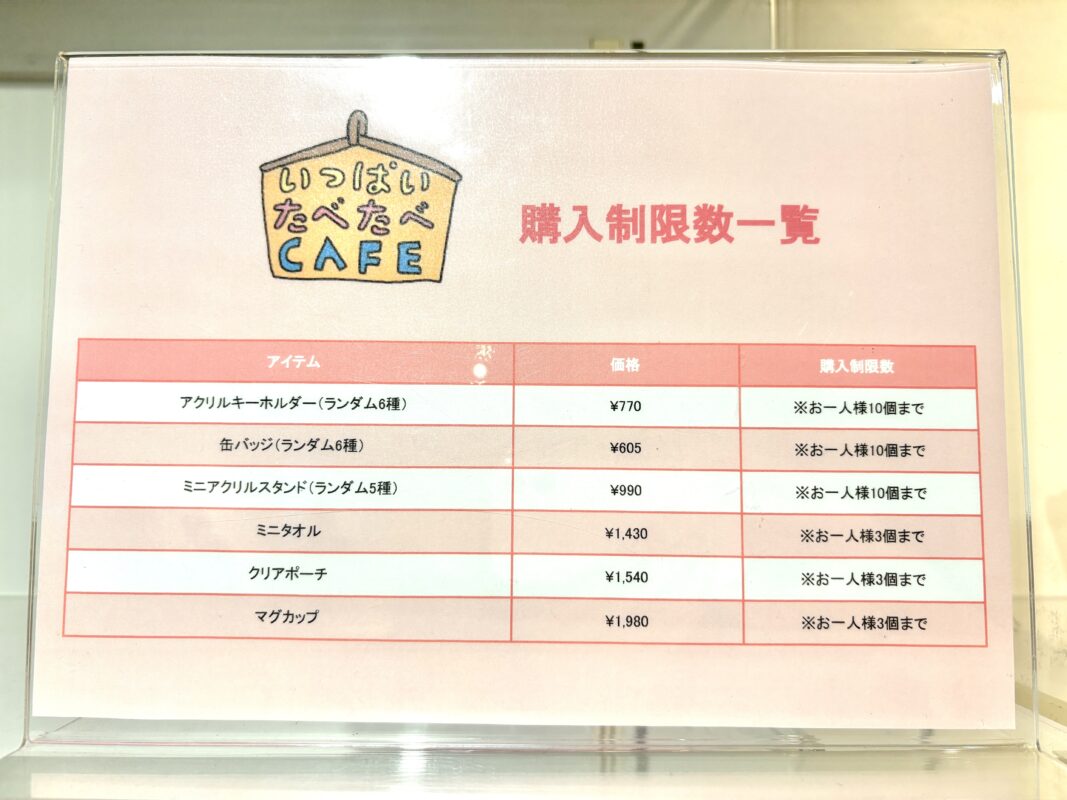 いっぱい
たべたべ
CAFE
購入制限数一覧
アイテム 価格 購入制限数
アクリルキーホルダー(ランダム6種) ¥770 ※お一人様10個まで
缶バッジ(ランダム6種) ¥605 ※お一人様10個まで
ミニアクリルスタンド(ランダム5種) ¥990 ※お一人様10個まで
ミニタオル ¥1,430 ※お一人様3個まで
クリアポーチ ¥1,540 ※お一人様3個まで
マグカップ ¥1,980 ※お一人様3個まで